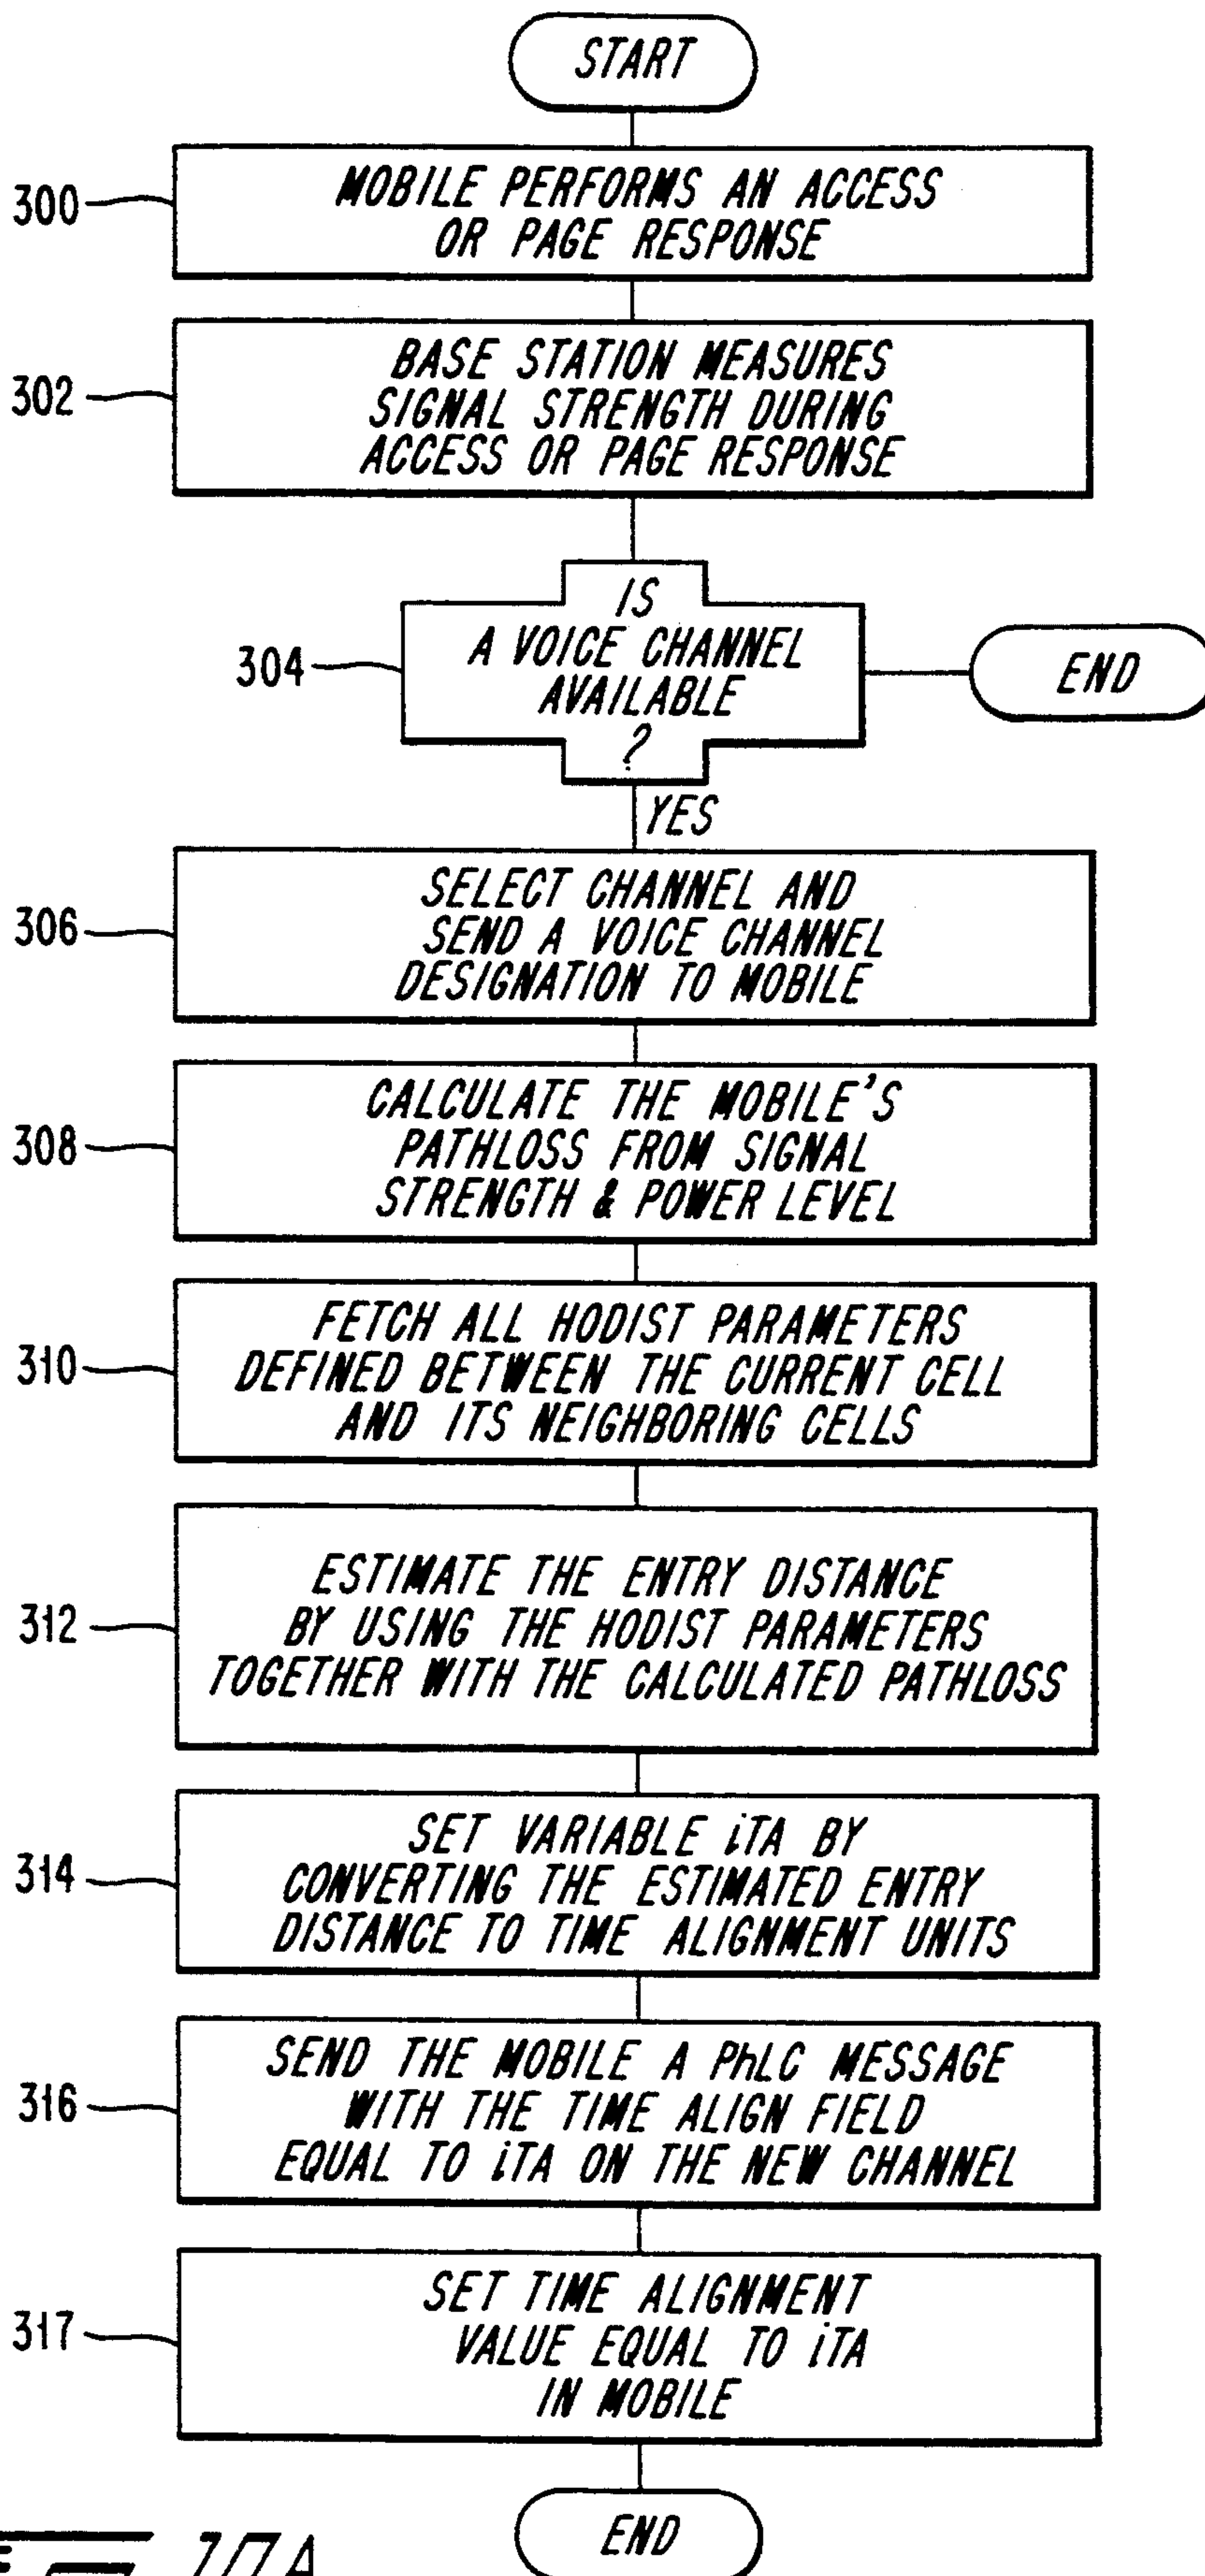 START
300
MOBILE PERFORMS AN ACCESS
OR PAGE RESPONSE
302
BASE STATION MEASURES
SIGNAL STRENGTH DURING
ACCESS OR PAGE RESPONSE
304
IS
A VOICE CHANNEL
AVAILABLE
?
END
YES
306
SELECT CHANNEL AND
SEND A VOICE CHANNEL
DESIGNATION TO MOBILE
308
CALCULATE THE MOBILE'S
PATHLOSS FROM SIGNAL
STRENGTH & POWER LEVEL
310
FETCH ALL HODIST PARAMETERS
DEFINED BETWEEN THE CURRENT CELL
AND ITS NEIGHBORING CELLS
312
ESTIMATE THE ENTRY DISTANCE
BY USING THE HODIST PARAMETERS
TOGETHER WITH THE CALCULATED PATHLOSS
314
SET VARIABLE iTA BY
CONVERTING THE ESTIMATED ENTRY
DISTANCE TO TIME ALIGNMENT UNITS
316
SEND THE MOBILE A PhLC MESSAGE
WITH THE TIME ALIGN FIELD
EQUAL TO iTA ON THE NEW CHANNEL
317
SET TIME ALIGNMENT
VALUE EQUAL TO iTA
IN MOBILE
END
10A